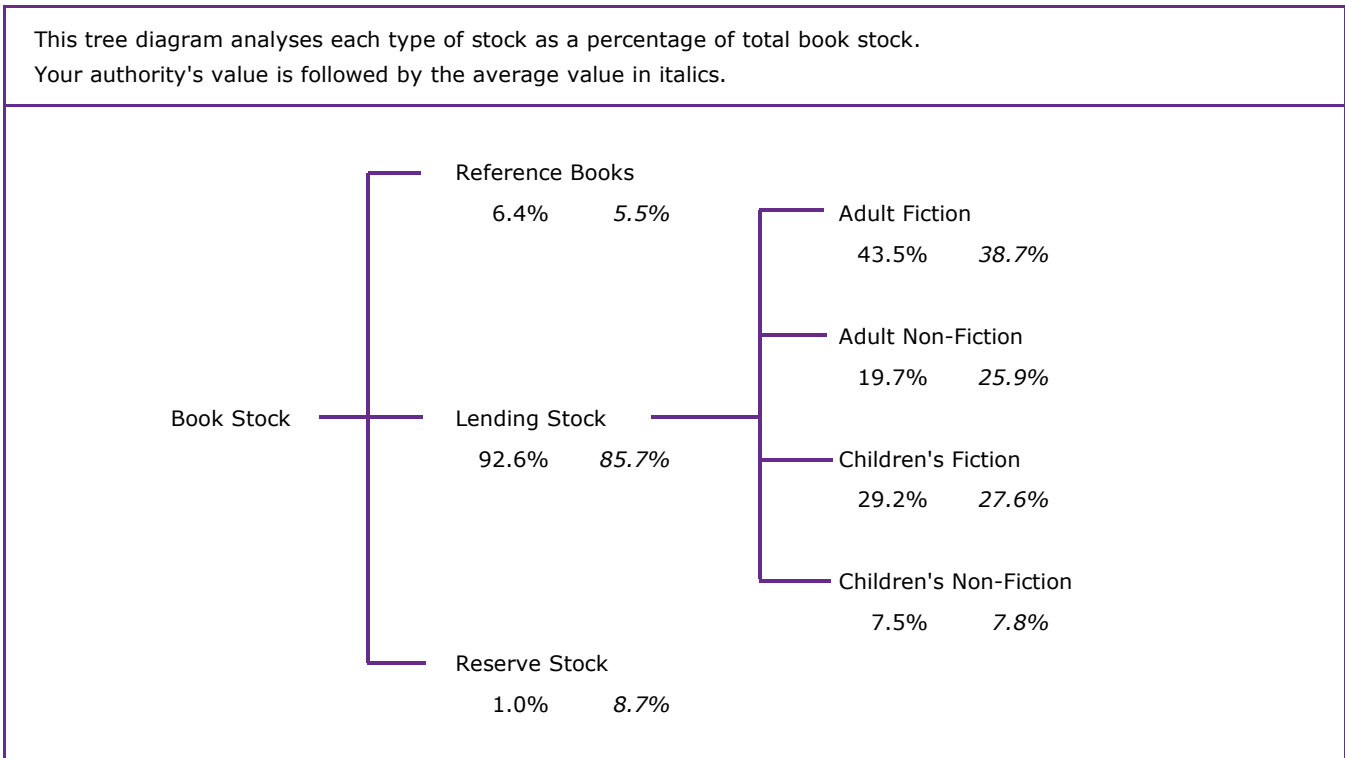 This tree diagram analyses each type of stock as a percentage of total book stock.
Your authority's value is followed by the average value in italics.
Reference Books
6.4% 5.5%
Adult Fiction
43.5% 38.7%
Adult Non-Fiction
19.7% 25.9%
Book Stock
Lending Stock
92.6% 85.7%
Children's Fiction
29.2% 27.6%
Children's Non-Fiction
7.5% 7.8%
Reserve Stock
1.0% 8.7%